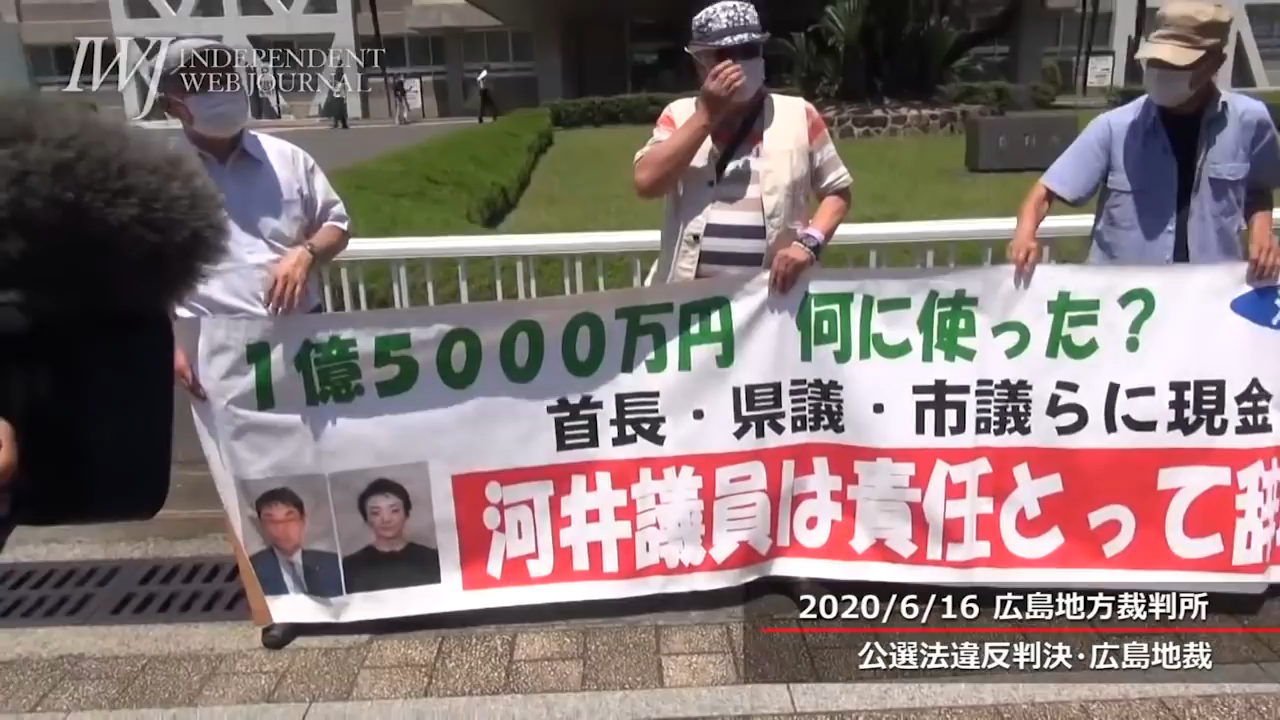 IWJ INDEPENDENT
WEB JOURNAL
1億5000万円 何に使った?
首長・県議・市議らに現金
河井議員は責任とって辞
2020/6/16 広島地方裁判所
公選法違反判決・広島地裁